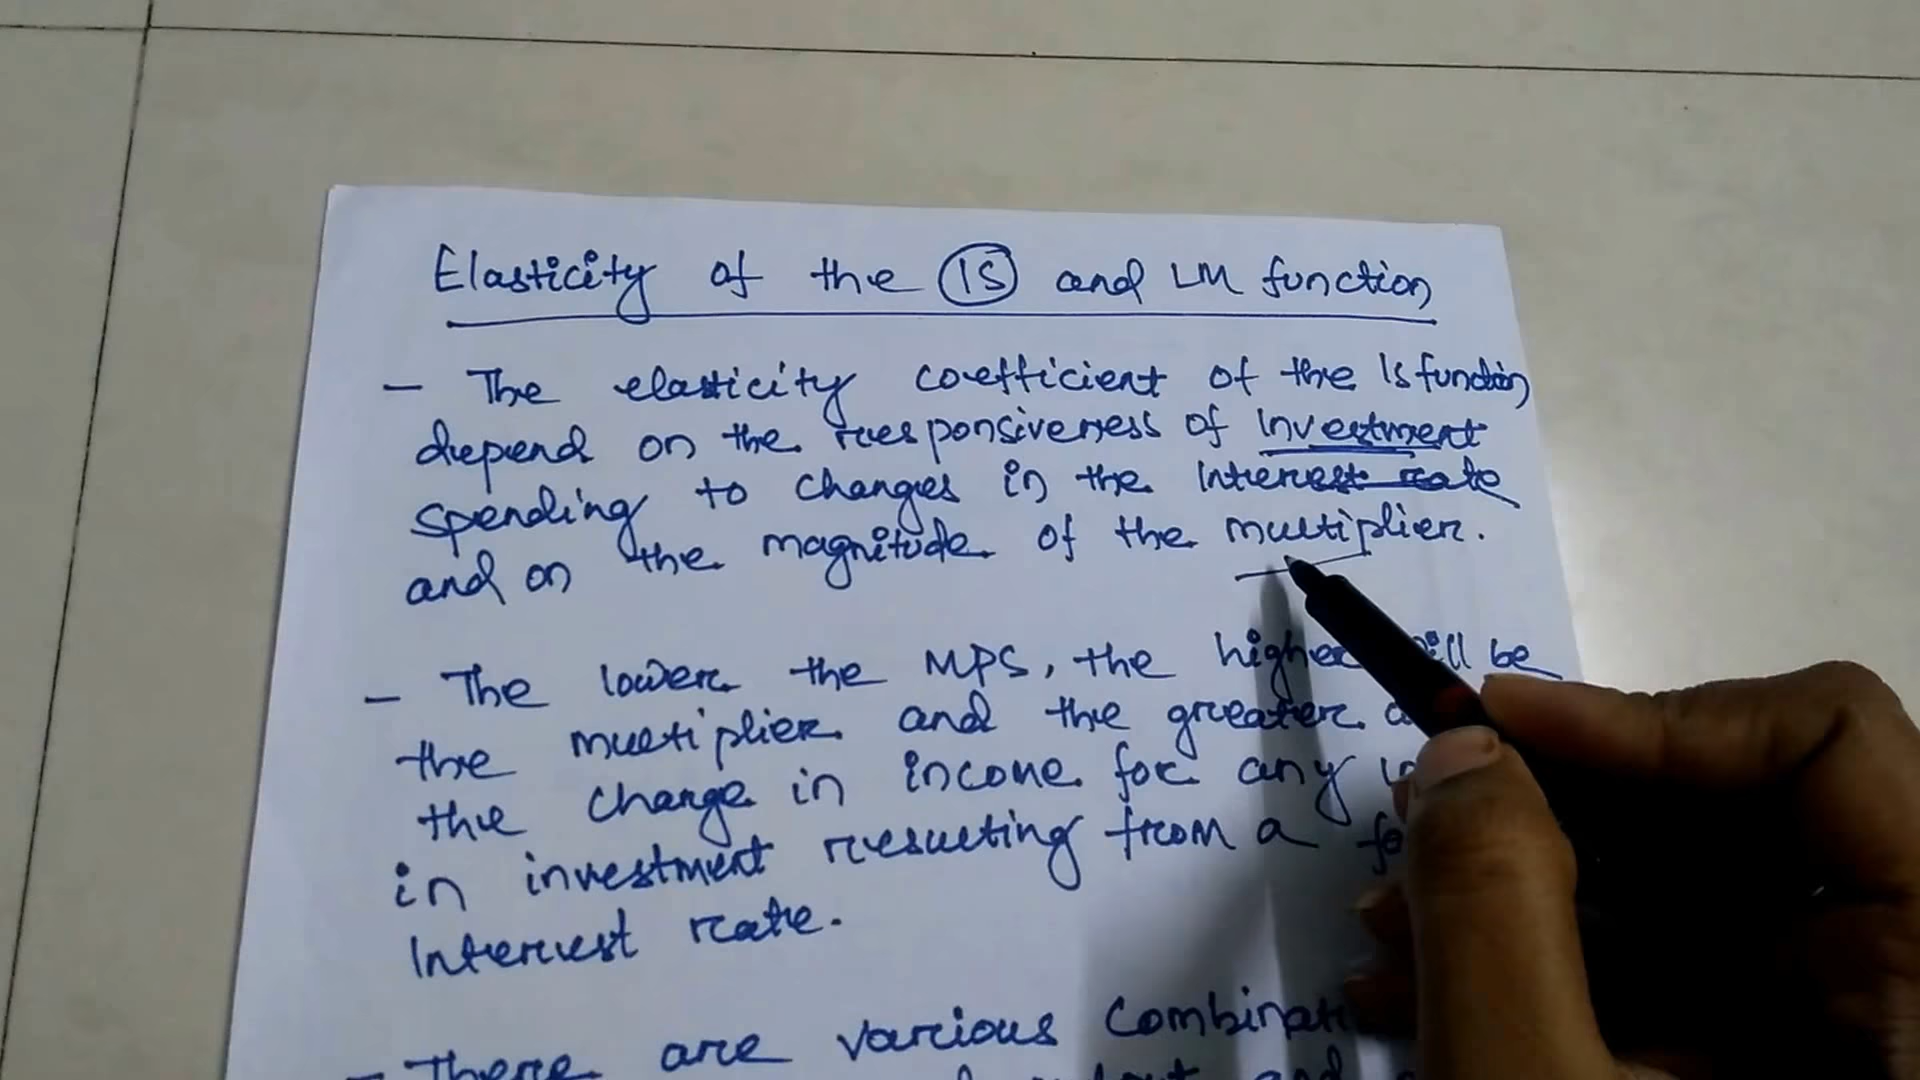 Elasticity of the IS and LM function
- The elasticity coefficient of the IS function
depend on the responsiveness of Investment
spending to changes in the Interest rate
and on the magnitude of the multiplier.
- The lower the MPS, the higher will be
the multiplier and the greater
the change in income for any
in investment resulting from a
Interest rate.
- There are various
and